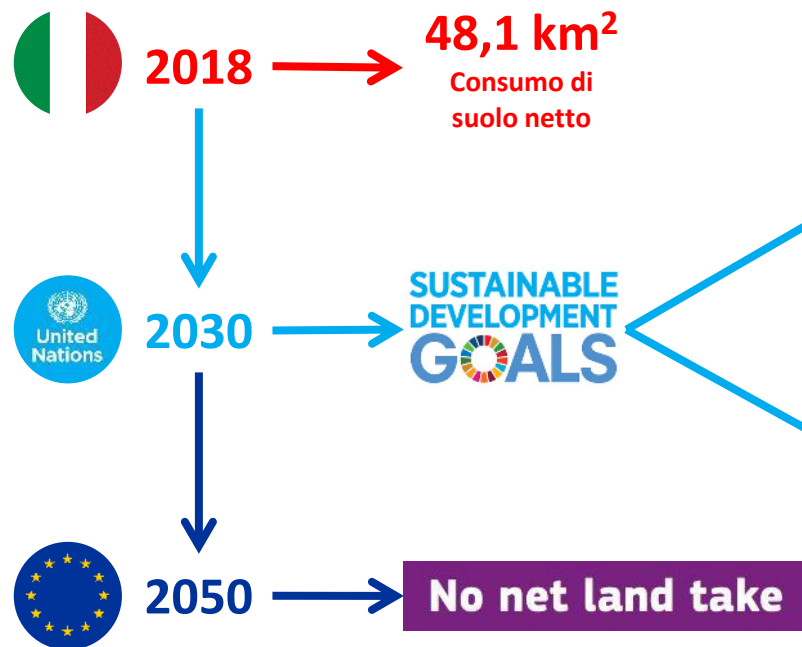 2018
48,1 km²
Consumo di
suolo netto
United
Nations
2030
SUSTAINABLE
DEVELOPMENT
GOALS
2050
No net land take